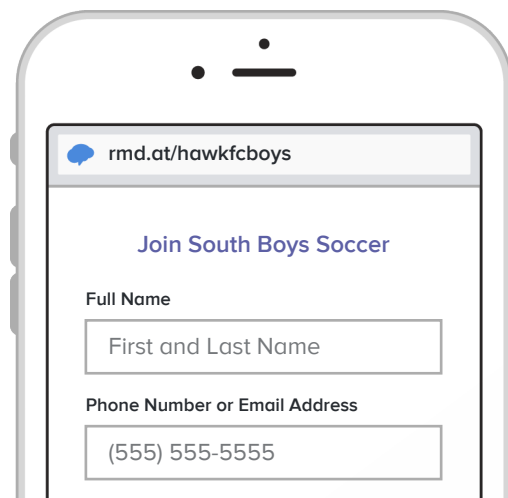 rmd.at/hawkfcboys
Join South Boys Soccer
Full Name
First and Last Name
Phone Number or Email Address
(555) 555-5555